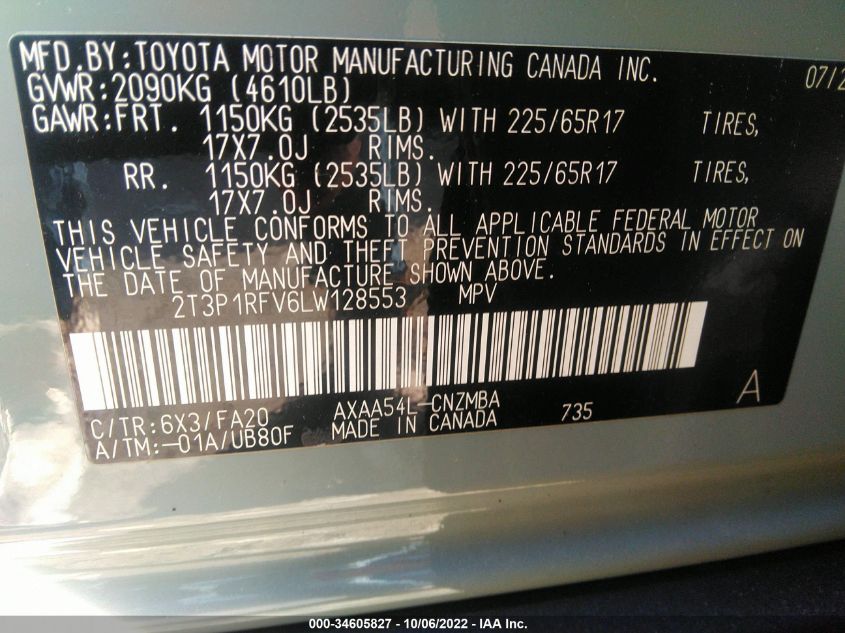 MFD.BY:TOYOTA MOTOR MANUFACTURING CANADA INC. 07/2
GVWR:2090KG (4610LB)
GAWR:FRT. 1150KG (2535LB) WITH 225/65R17 TIRES,
17X7.0J RIMS.
RR. 1150KG (2535LB) WITH 225/65R17 TIRES,
17X7.0J RIMS.
THIS VEHICLE CONFORMS TO ALL APPLICABLE FEDERAL MOTOR
VEHICLE SAFETY AND THEFT PREVENTION STANDARDS IN EFFECT ON
THE DATE OF MANUFACTURE SHOWN ABOVE.
2T3P1RFV6LW128553 MPV
A
C/TR:6X3/FA20 AXAA54L-CNZMBA 735
A/TM:-01A/UB80F MADE IN CANADA
000-34605827 - 10/06/2022 - IAA Inc.